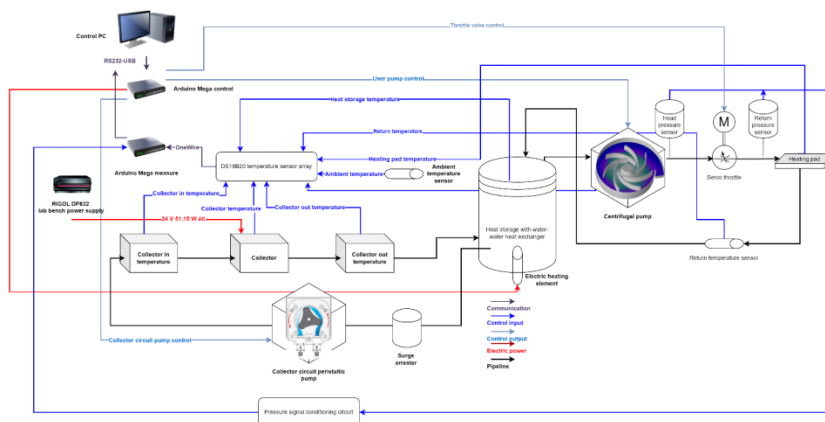 Control PC
Throttle valve control
RS232-USB
User pump control
Arduino Mega control
Heat storage temperature
Head
pressure
sensor
Return
pressure
sensor
M
Return temperature
OneWire
Arduino Mega measure
DS18B20 temperature sensor array
Heating pad temperature
Heating pad
Ambient temperature
Ambient
temperature
sensor
Servo throttle
RIGOL DP832
lab bench power supply
Collector in temperature
Collector
temperature
Collector out temperature
Centrifugal pump
24 V 51,15 W átl.
Heat storage with water-
water heat exchanger
Collector in
temperature
Collector
Collector out
temperature
Return temperature sensor
Electric heating
element
Communication
Control input
Control output
Electric power
Pipeline
Collector circuit pump control
Surge
arrester
Collector circuit peristaltic
pump
Pressure signal conditioning circuit